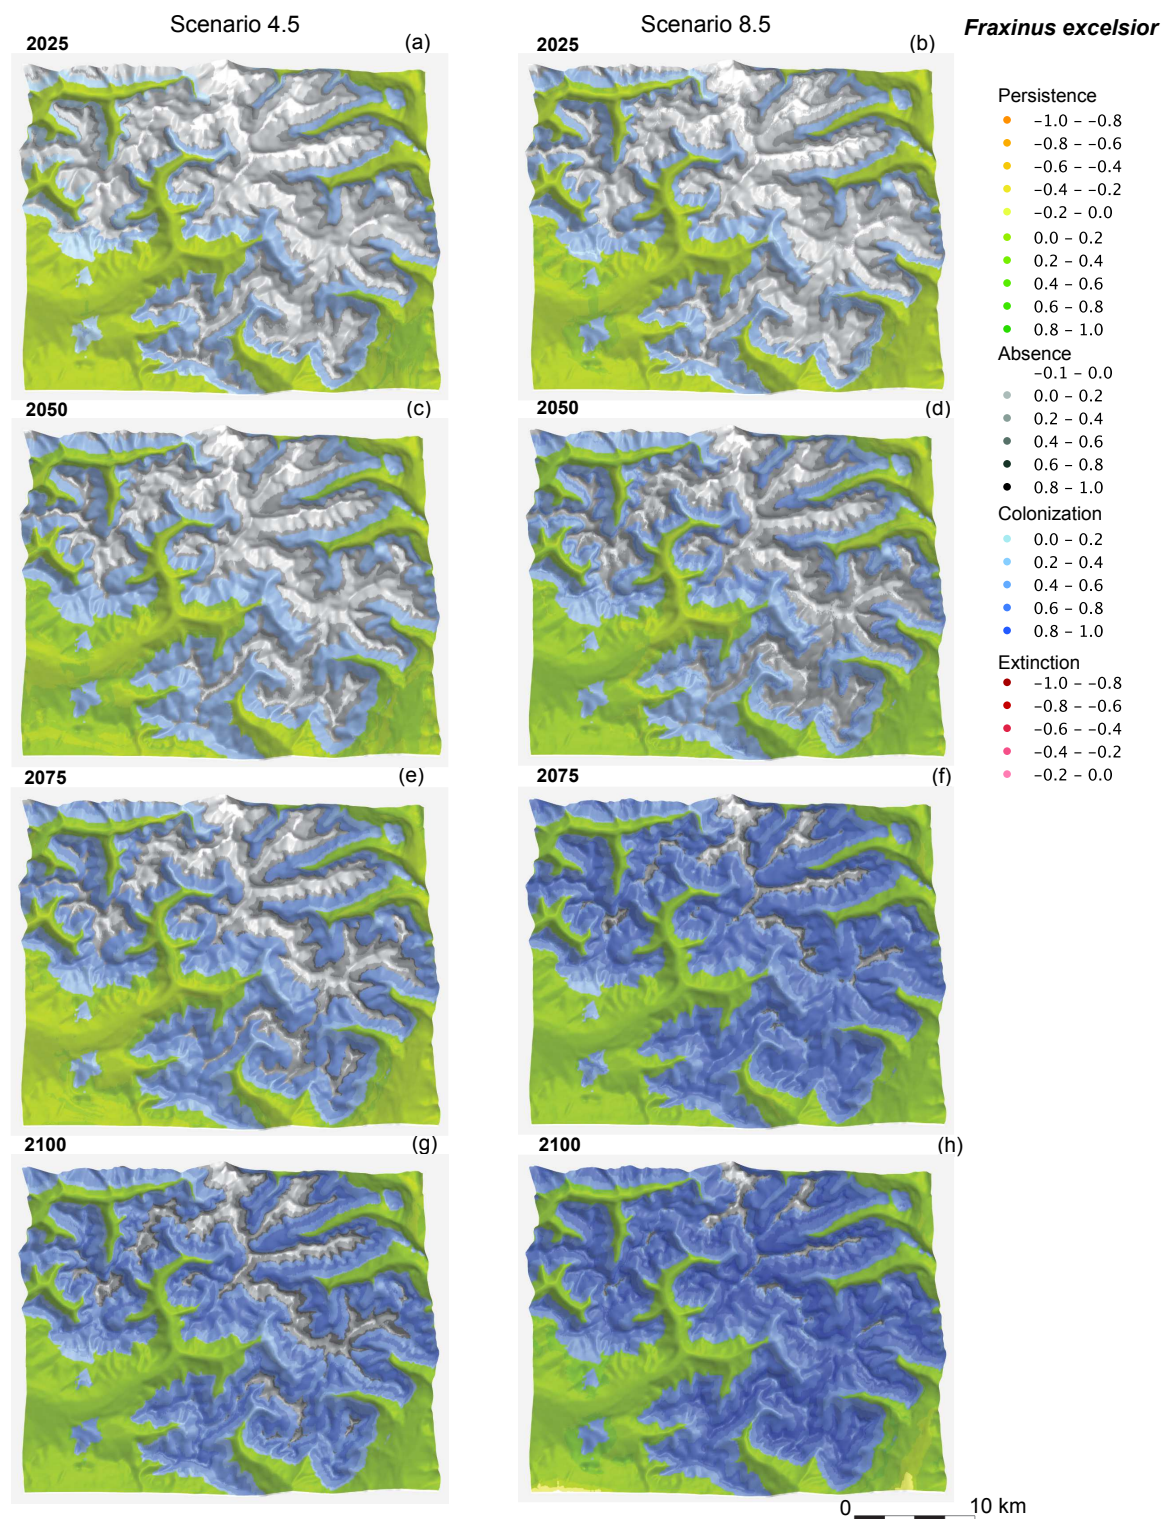 Scenario 4.5
Scenario 8.5
Fraxinus excelsior
2025
(a)
2025
(b)
Persistence
−1.0 – −0.8
−0.8 – −0.6
−0.6 – −0.4
−0.4 – −0.2
−0.2 – 0.0
0.0 – 0.2
0.2 – 0.4
0.4 – 0.6
0.6 – 0.8
0.8 – 1.0
Absence
−0.1 – 0.0
0.0 – 0.2
0.2 – 0.4
0.4 – 0.6
0.6 – 0.8
0.8 – 1.0
Colonization
0.0 – 0.2
0.2 – 0.4
0.4 – 0.6
0.6 – 0.8
0.8 – 1.0
Extinction
−1.0 – −0.8
−0.8 – −0.6
−0.6 – −0.4
−0.4 – −0.2
−0.2 – 0.0
2050
(c)
2050
(d)
2075
(e)
2075
(f)
2100
(g)
2100
(h)
0
10 km